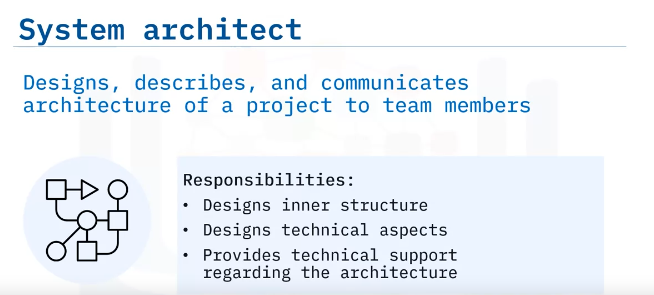 System architect
Designs, describes, and communicates
architecture of a project to team members
Responsibilities:
• Designs inner structure
• Designs technical aspects
• Provides technical support
regarding the architecture